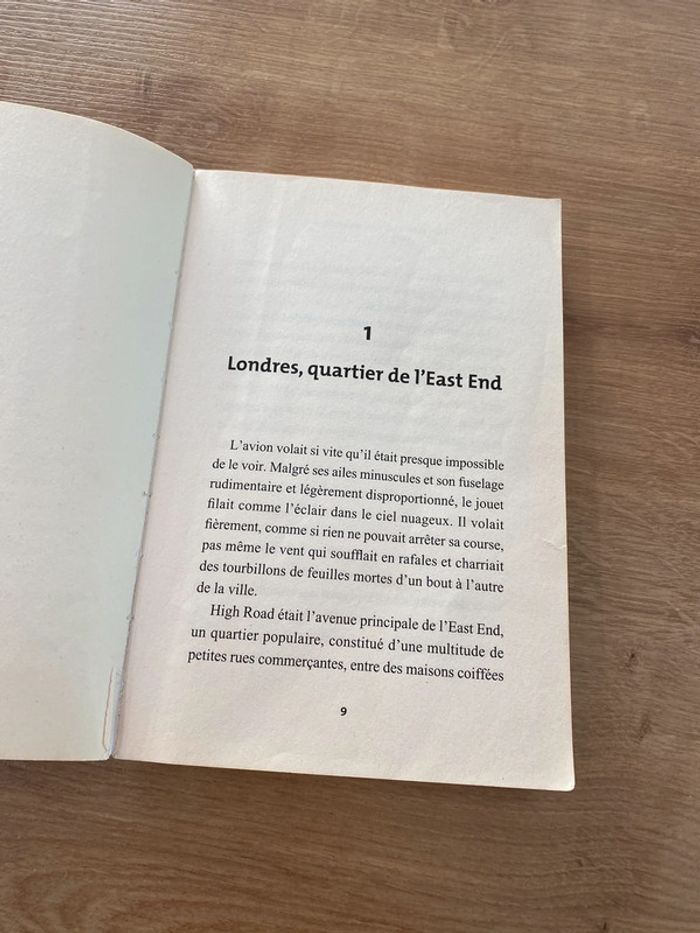 1
Londres, quartier de l’East End
L’avion volait si vite qu’il était presque impossible
de le voir. Malgré ses ailes minuscules et son fuselage
rudimentaire et légèrement disproportionné, le jouet
filait comme l’éclair dans le ciel nuageux. Il volait
fièrement, comme si rien ne pouvait arrêter sa course,
pas même le vent qui soufflait en rafales et charriait
des tourbillons de feuilles mortes d’un bout à l’autre
de la ville.
High Road était l’avenue principale de l’East End,
un quartier populaire, constitué d’une multitude de
petites rues commerçantes, entre des maisons coiffées
9